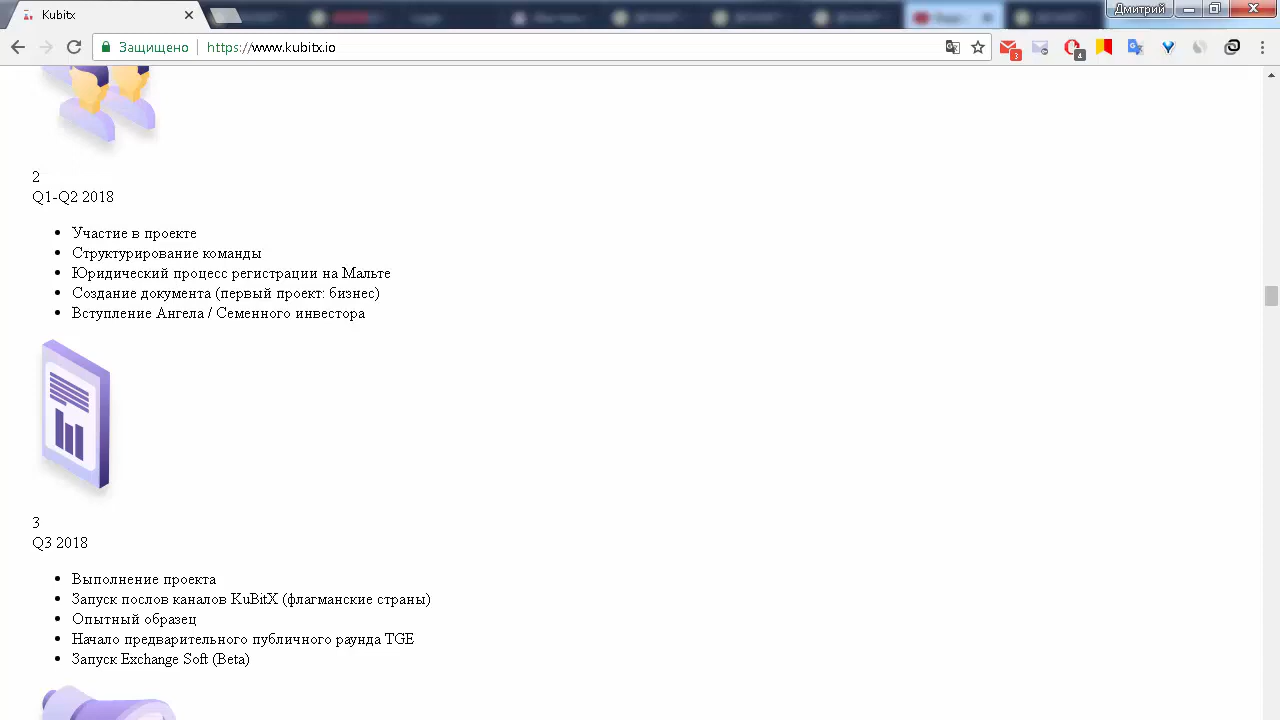 Kubitx
Дмитрий
Защищено
https://www.kubitx.io
3
4
2
Q1-Q2 2018
Участие в проекте
Структурирование команды
Юридический процесс регистрации на Мальте
Создание документа (первый проект: бизнес)
Вступление Ангела / Семенного инвестора
3
Q3 2018
Выполнение проекта
Запуск послов каналов KuBitX (флагманские страны)
Опытный образец
Начало предварительного публичного раунда TGE
Запуск Exchange Soft (Beta)